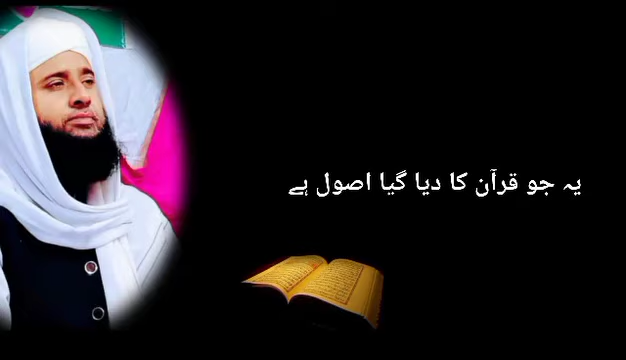 یہ جو قرآن کا دیا گیا اصول ہے